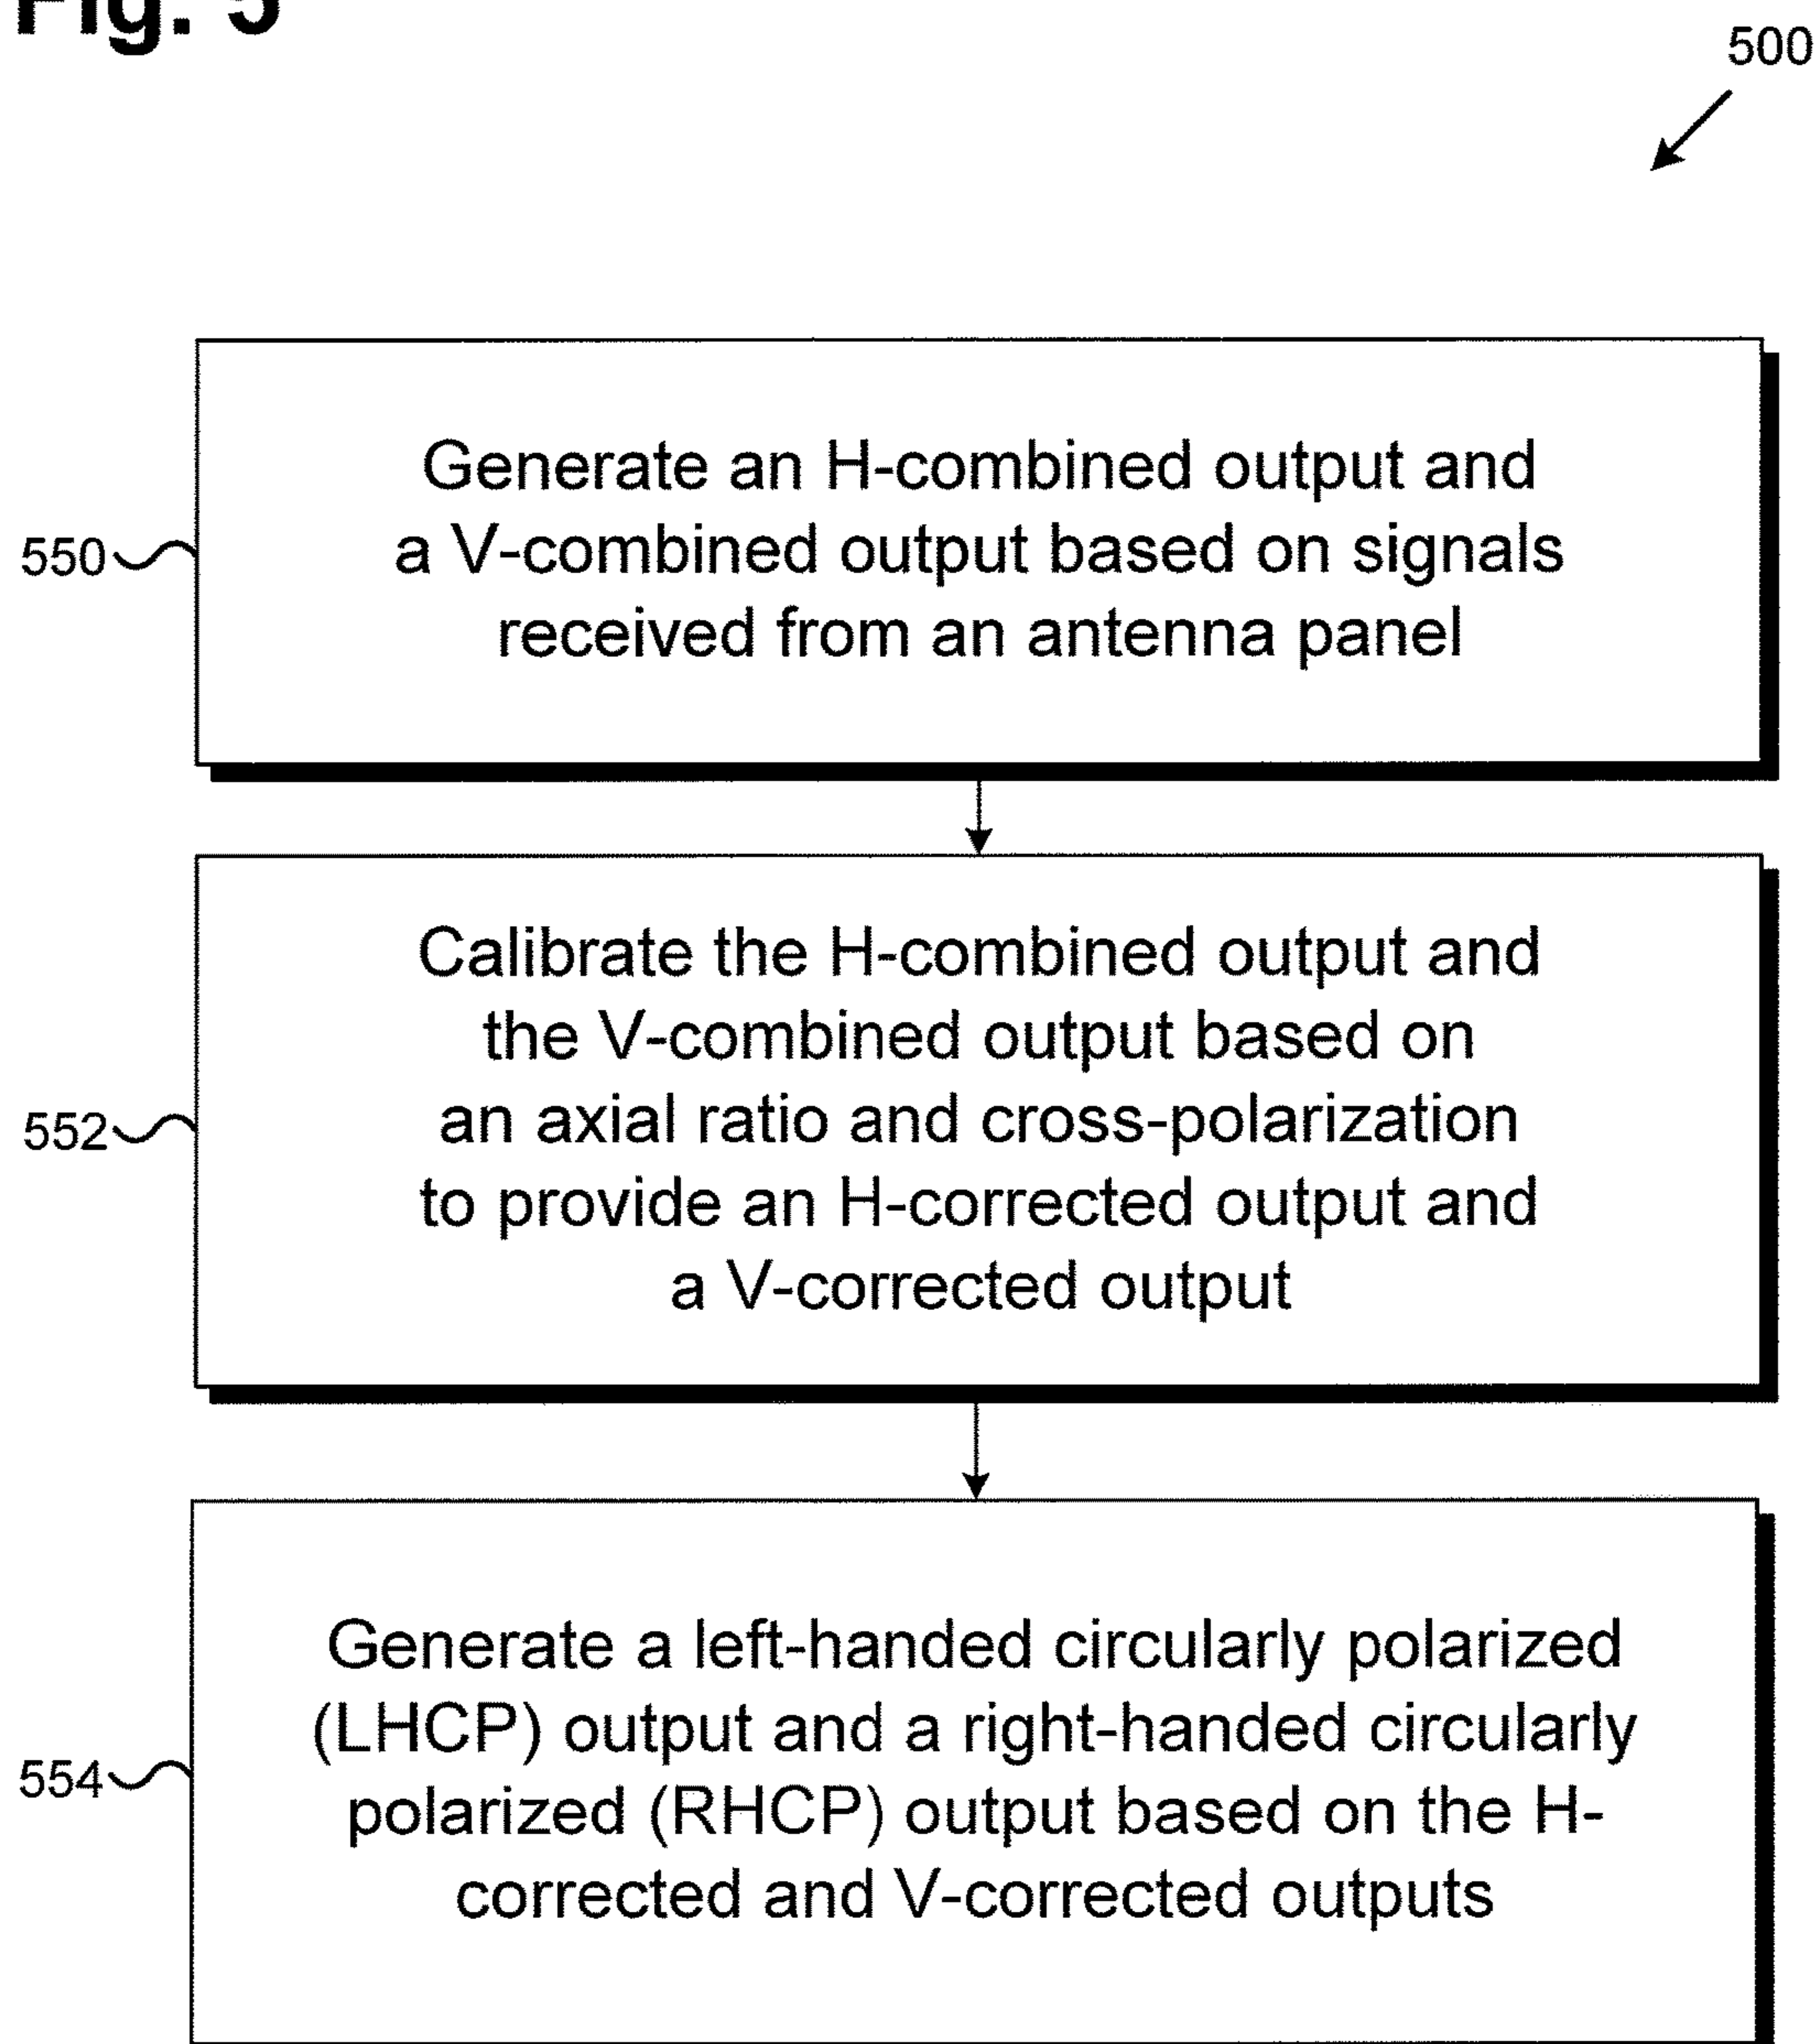 Fig. 5
500
Generate an H-combined output and
a V-combined output based on signals
received from an antenna panel
550
Calibrate the H-combined output and
the V-combined output based on
an axial ratio and cross-polarization
to provide an H-corrected output and
a V-corrected output
552
Generate a left-handed circularly polarized
(LHCP) output and a right-handed circularly
polarized (RHCP) output based on the H-
corrected and V-corrected outputs
554